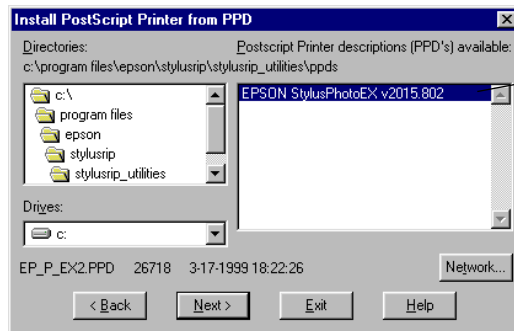 Install PostScript Printer from PPD
Directories:
c:\program files\epson\stylusrip\stylusrip_utilities\ppds
Postscript Printer descriptions (PPD's) available:
c:\
program files
epson
stylusrip
stylusrip_utilities
EPSON StylusPhotoEX v2015.802
Drives:
c:
EP_P_EX2.PPD 26718 3-17-1999 18:22:26
Network...
< Back
Next >
Exit
Help